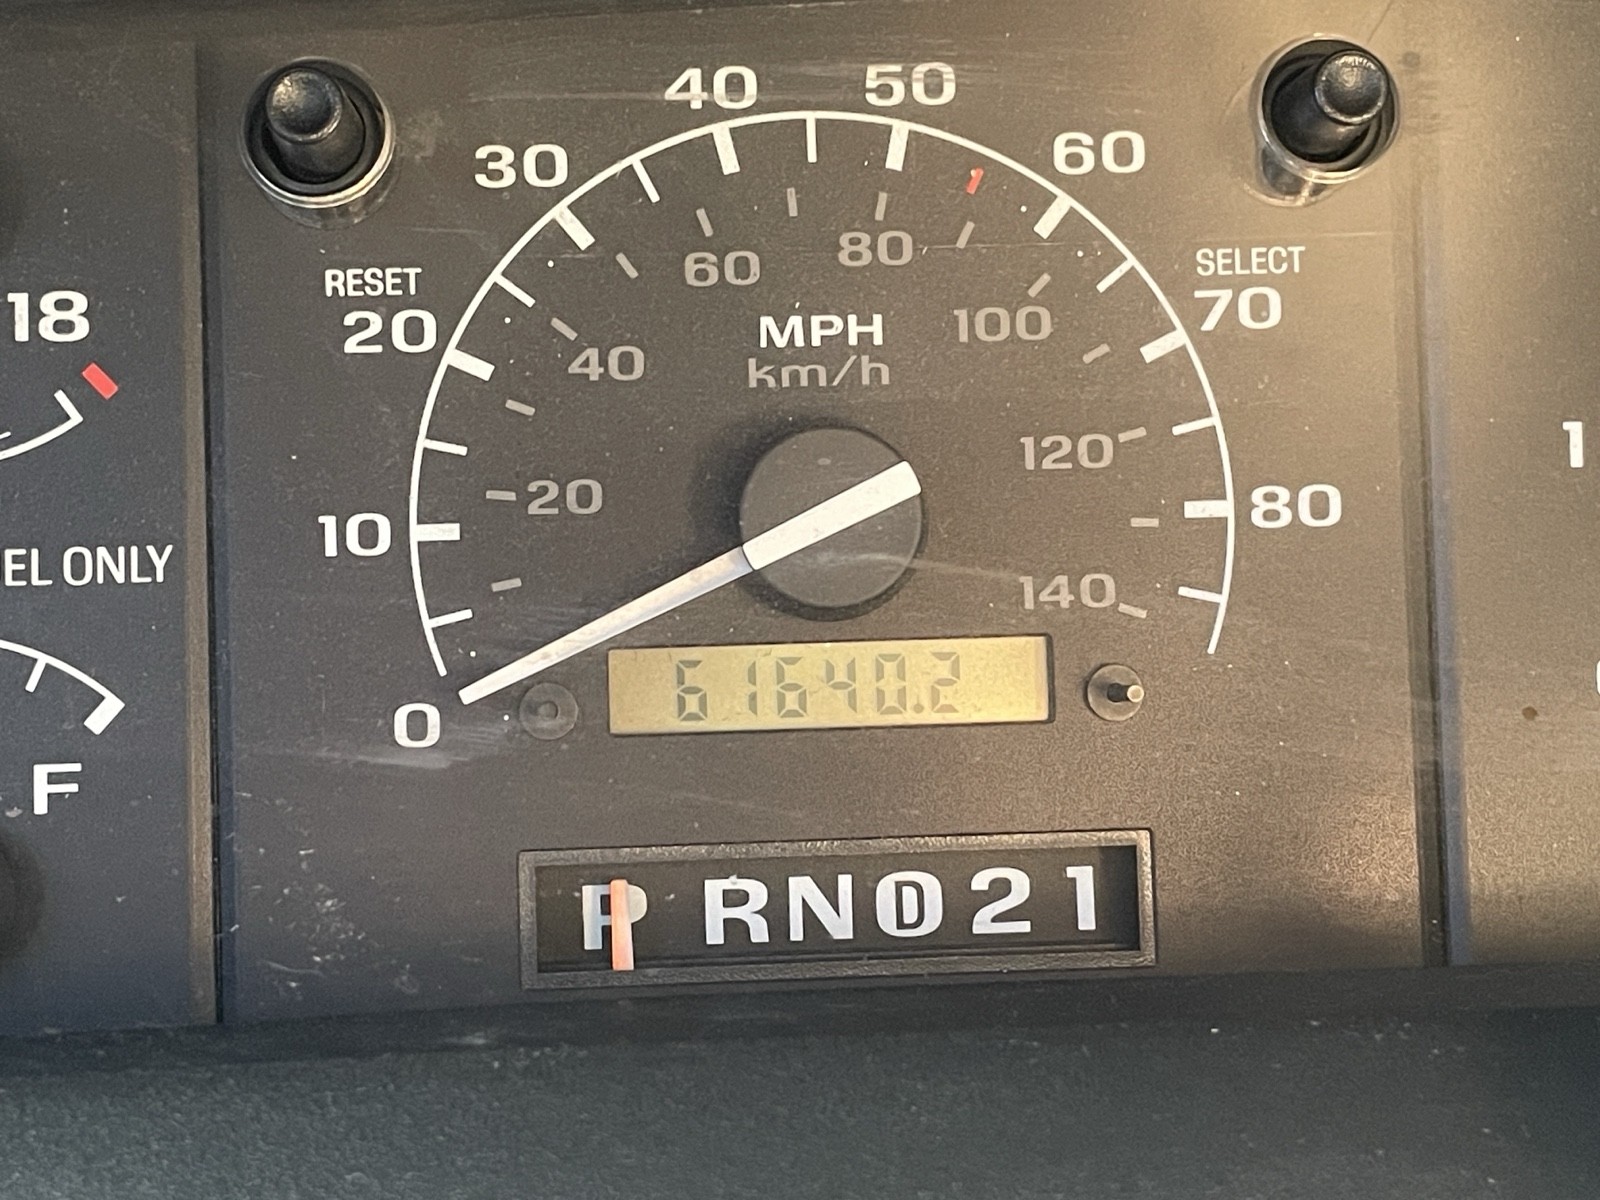 40 50
30 60
RESET SELECT
18 20 60 80 70
MPH 100
40 km/h
120 1
10 20 80
EL ONLY 140
0 61640.2
F
P R N D 2 1